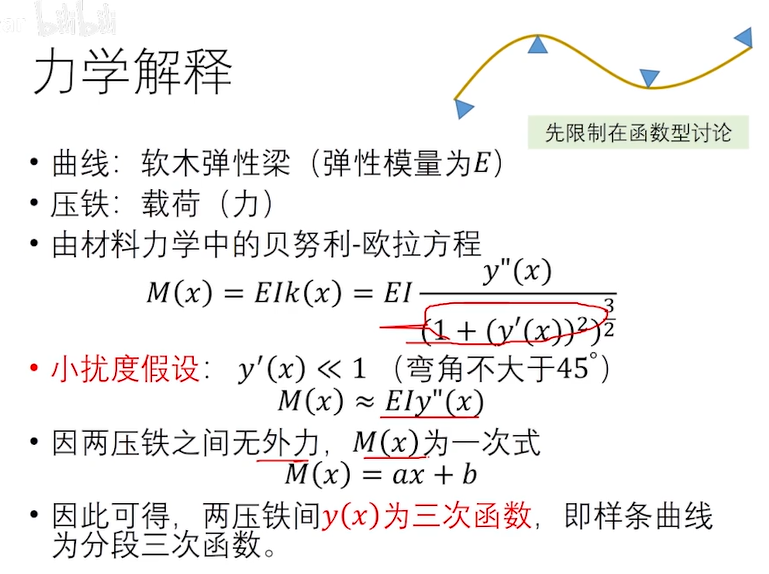 力学解释
先限制在函数型讨论
• 曲线：软木弹性梁（弹性模量为E）
• 压铁：载荷（力）
• 由材料力学中的贝努利-欧拉方程
M(x) = EIk(x) = EI y"(x) / (1 + (y′(x))²)^(3/2)
• 小扰度假设： y′(x) ≪ 1 （弯角不大于45°）
M(x) ≈ EIy"(x)
• 因两压铁之间无外力，M(x)为一次式
M(x) = ax + b
• 因此可得，两压铁间y(x)为三次函数，即样条曲线
为分段三次函数。